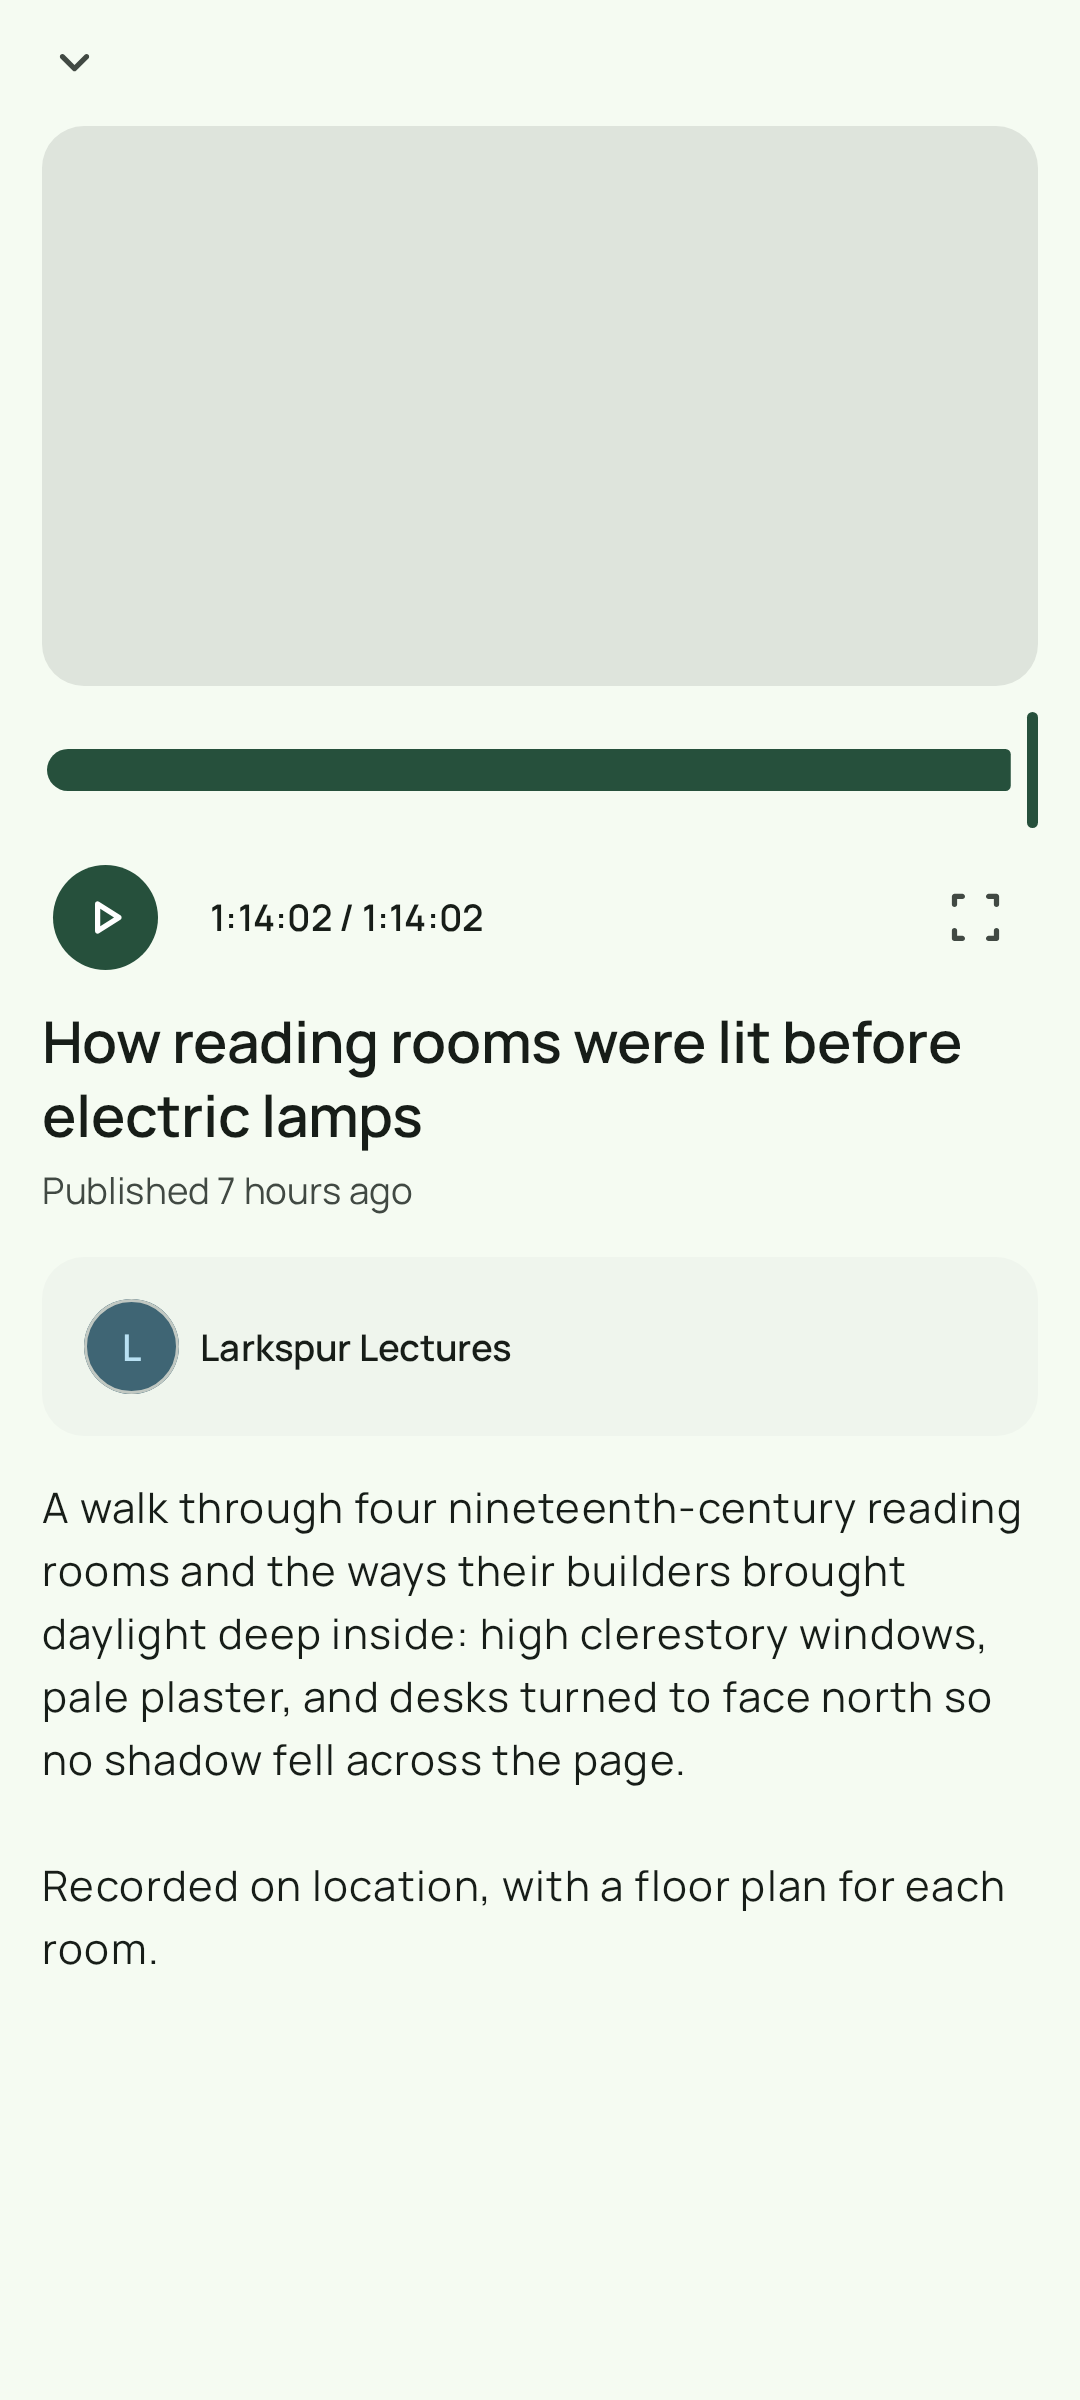 1:14:02 / 1:14:02
How reading rooms were lit before
electric lamps
Published 7 hours ago
L
Larkspur Lectures
A walk through four nineteenth-century reading
rooms and the ways their builders brought
daylight deep inside: high clerestory windows,
pale plaster, and desks turned to face north so
no shadow fell across the page.
Recorded on location, with a floor plan for each
room.